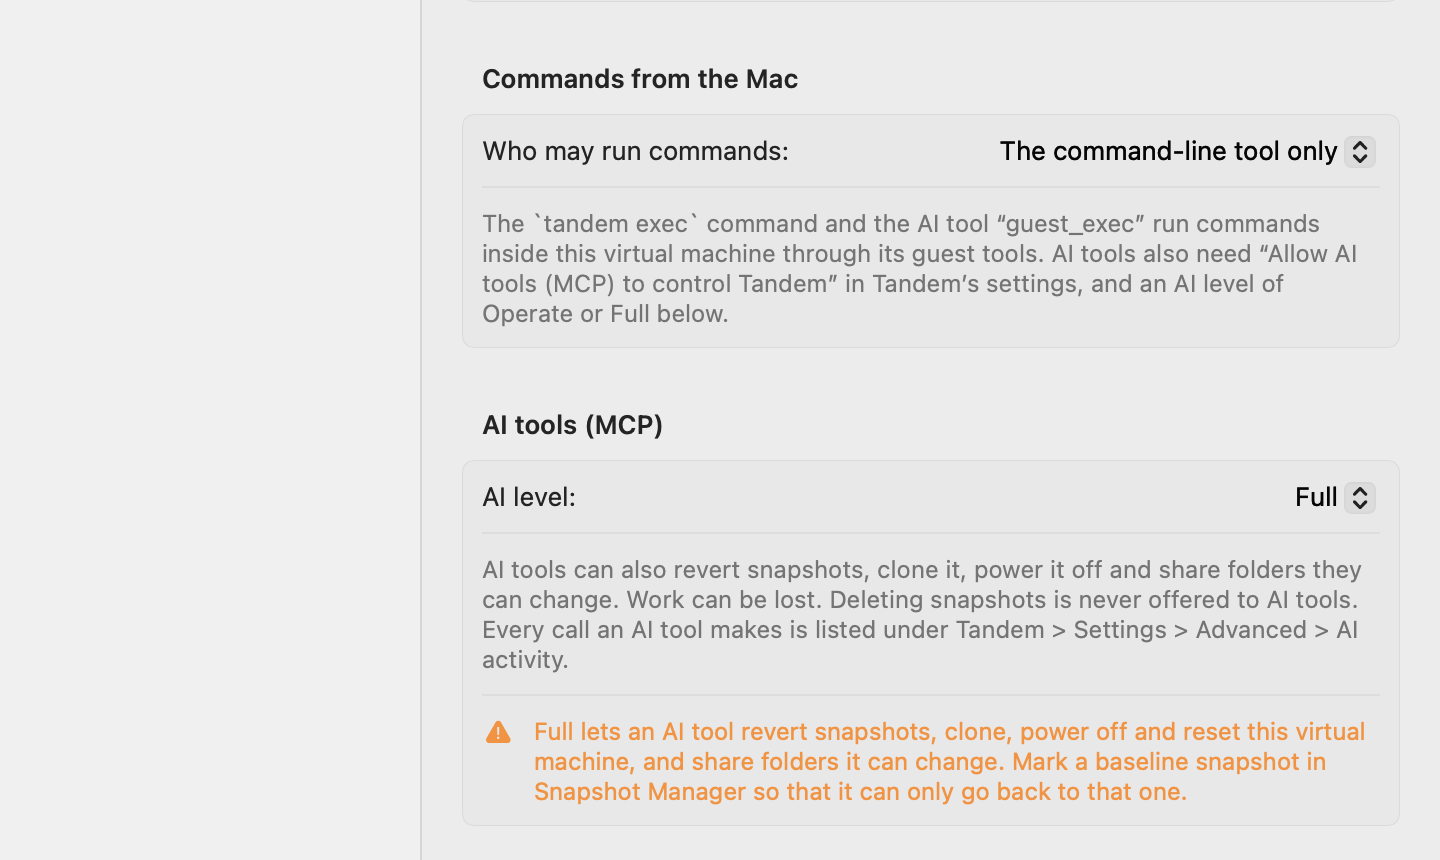 Commands from the Mac
Who may run commands:
The command-line tool only
The `tandem exec` command and the AI tool “guest_exec” run commands
inside this virtual machine through its guest tools. AI tools also need “Allow AI
tools (MCP) to control Tandem” in Tandem’s settings, and an AI level of
Operate or Full below.
AI tools (MCP)
AI level:
Full
AI tools can also revert snapshots, clone it, power it off and share folders they
can change. Work can be lost. Deleting snapshots is never offered to AI tools.
Every call an AI tool makes is listed under Tandem > Settings > Advanced > AI
activity.
Full lets an AI tool revert snapshots, clone, power off and reset this virtual
machine, and share folders it can change. Mark a baseline snapshot in
Snapshot Manager so that it can only go back to that one.